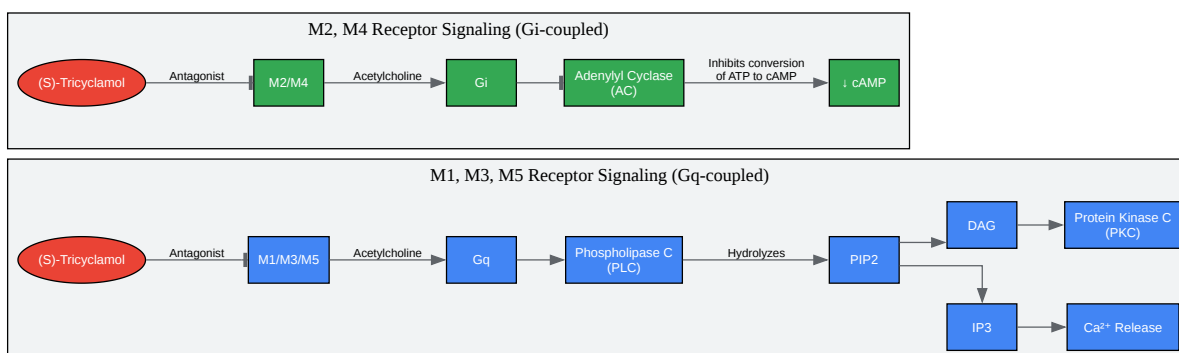 M2, M4 Receptor Signaling (Gi-coupled)
Inhibits conversion
of ATP to cAMP
(S)-Tricyclamol
Antagonist
M2/M4
Acetylcholine
Gi
Adenylyl Cyclase
(AC)
↓ cAMP
M1, M3, M5 Receptor Signaling (Gq-coupled)
DAG
Protein Kinase C
(PKC)
(S)-Tricyclamol
Antagonist
M1/M3/M5
Acetylcholine
Gq
Phospholipase C
(PLC)
Hydrolyzes
PIP2
IP3
Ca²⁺ Release